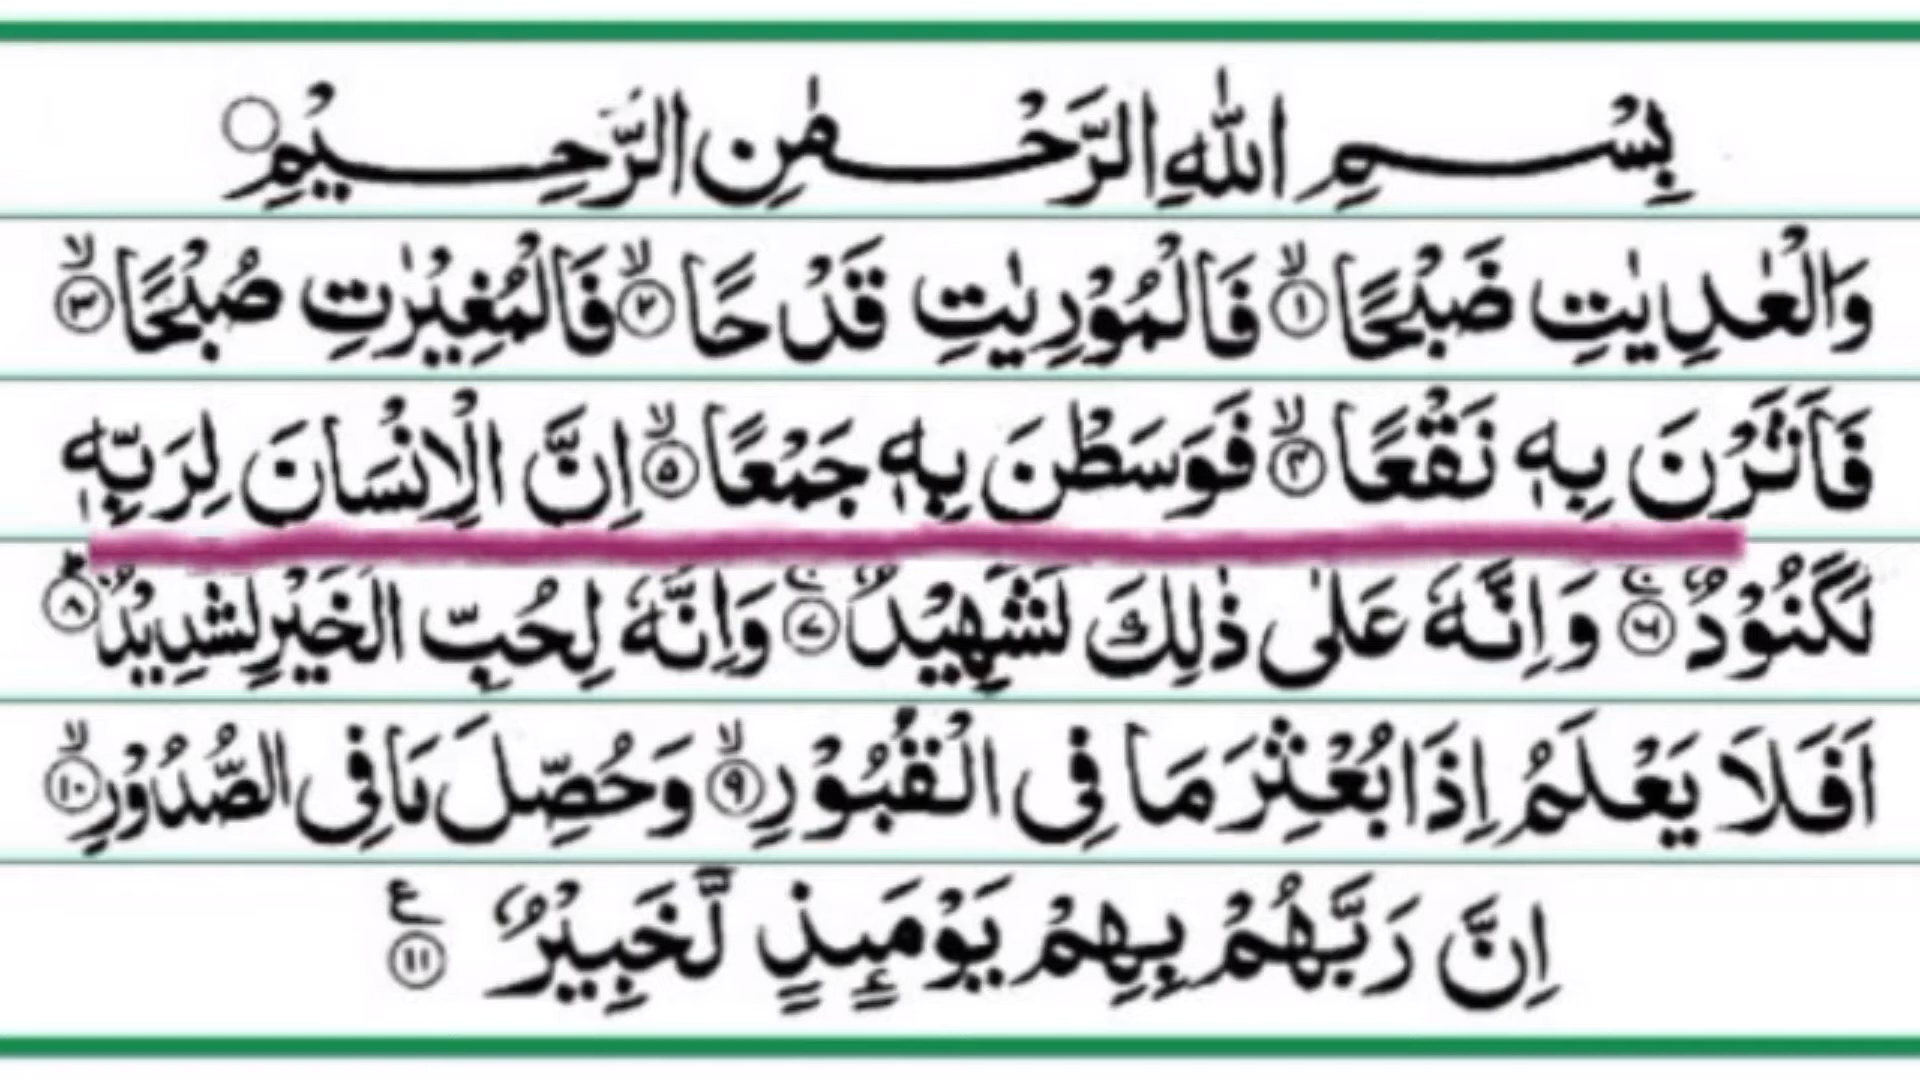 بِسْمِ اللّٰهِ الرَّحْمٰنِ الرَّحِيْمِ ○
وَالْعٰدِيٰتِ ضَبْحًا ۙ﴿۱﴾ فَالْمُوْرِيٰتِ قَدْحًا ۙ﴿۲﴾ فَالْمُغِيْرٰتِ صُبْحًا ۙ﴿۳﴾
فَاَثَرْنَ بِهٖ نَقْعًا ۙ﴿۴﴾ فَوَسَطْنَ بِهٖ جَمْعًا ۙ﴿۵﴾ اِنَّ الْاِنْسَانَ لِرَبِّهٖ
لَكَنُوْدٌ ۚ﴿۶﴾ وَاِنَّهٗ عَلٰى ذٰلِكَ لَشَهِيْدٌ ۚ﴿۷﴾ وَاِنَّهٗ لِحُبِّ الْخَيْرِ لَشَدِيْدٌ ؕ﴿۸﴾
اَفَلَا يَعْلَمُ اِذَا بُعْثِرَ مَا فِى الْقُبُوْرِ ۙ﴿۹﴾ وَحُصِّلَ مَا فِى الصُّدُوْرِ ۙ﴿۱۰﴾
اِنَّ رَبَّهُمْ بِهِمْ يَوْمَىِٕذٍ لَّخَبِيْرٌ ﴿۱۱﴾ ع